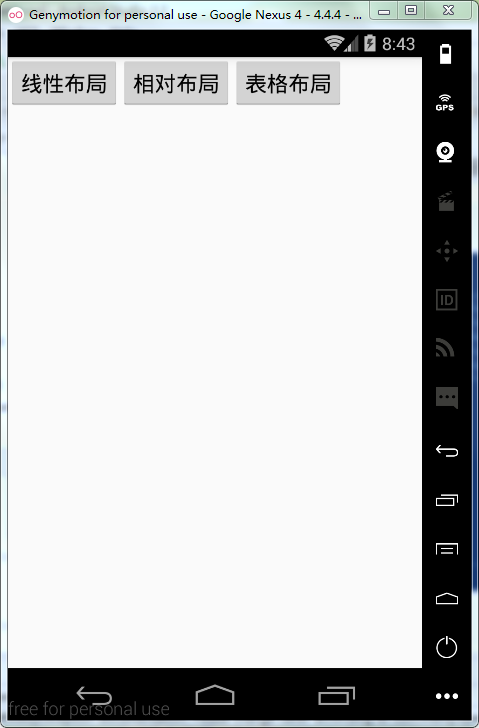 Genymotion for personal use - Google Nexus 4 - 4.4.4 - ...
8:43
线性布局 相对布局 表格布局
GPS
ID
free for personal use